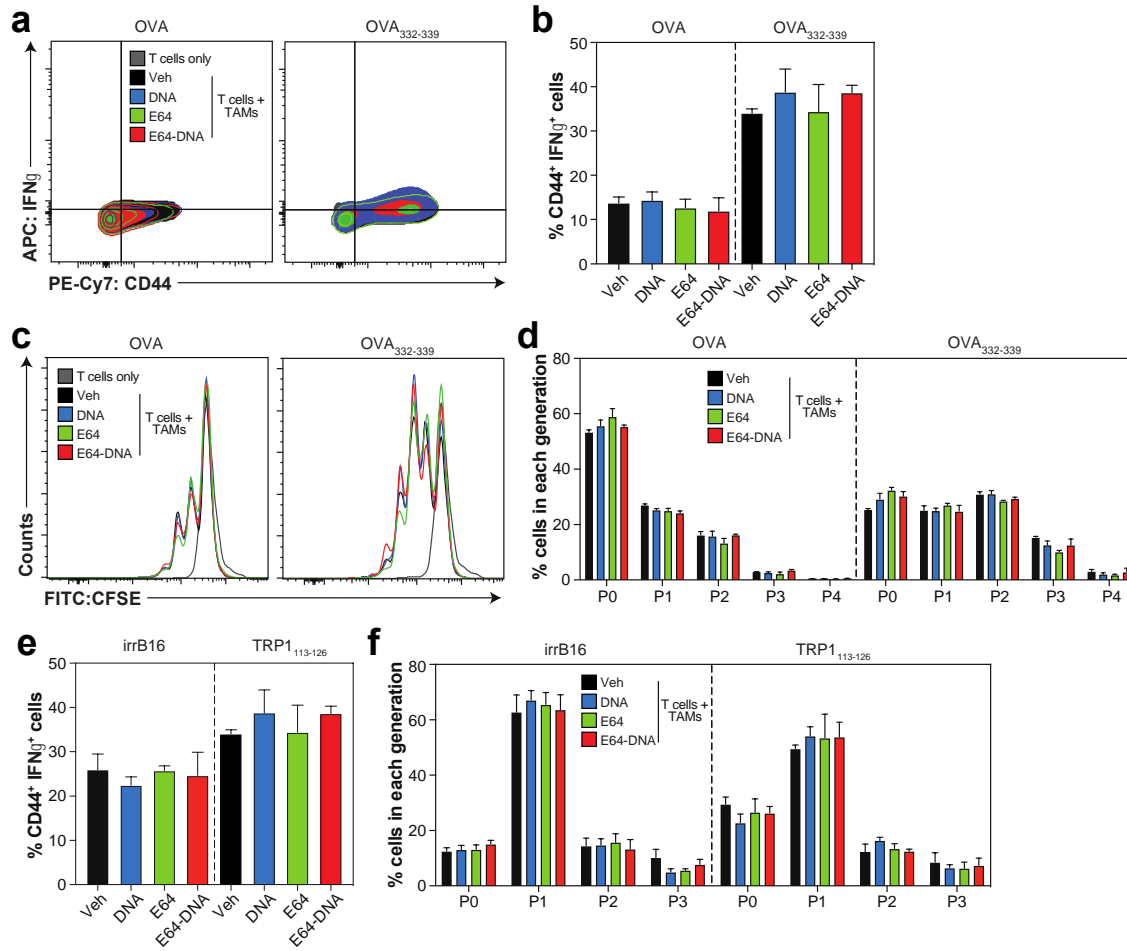 a
OVA
OVA332-339
T cells only
Veh
DNA
E64
E64-DNA
T cells +
TAMs
APC: IFNg
PE-Cy7: CD44
b
OVA
OVA332-339
% CD44+ IFNg+ cells
50
40
30
20
10
0
Veh
DNA
E64
E64-DNA
Veh
DNA
E64
E64-DNA
c
OVA
OVA332-339
T cells only
Veh
DNA
E64
E64-DNA
T cells +
TAMs
Counts
FITC:CFSE
d
OVA
OVA332-339
% cells in each generation
80
60
40
20
0
Veh
DNA
E64
E64-DNA
T cells +
TAMs
P0 P1 P2 P3 P4 P0 P1 P2 P3 P4
e
irrB16
TRP1113-126
% CD44+ IFNg+ cells
50
40
30
20
10
0
Veh
DNA
E64
E64-DNA
Veh
DNA
E64
E64-DNA
f
irrB16
TRP1113-126
% cells in each generation
80
60
40
20
0
Veh
DNA
E64
E64-DNA
T cells +
TAMs
P0 P1 P2 P3 P0 P1 P2 P3